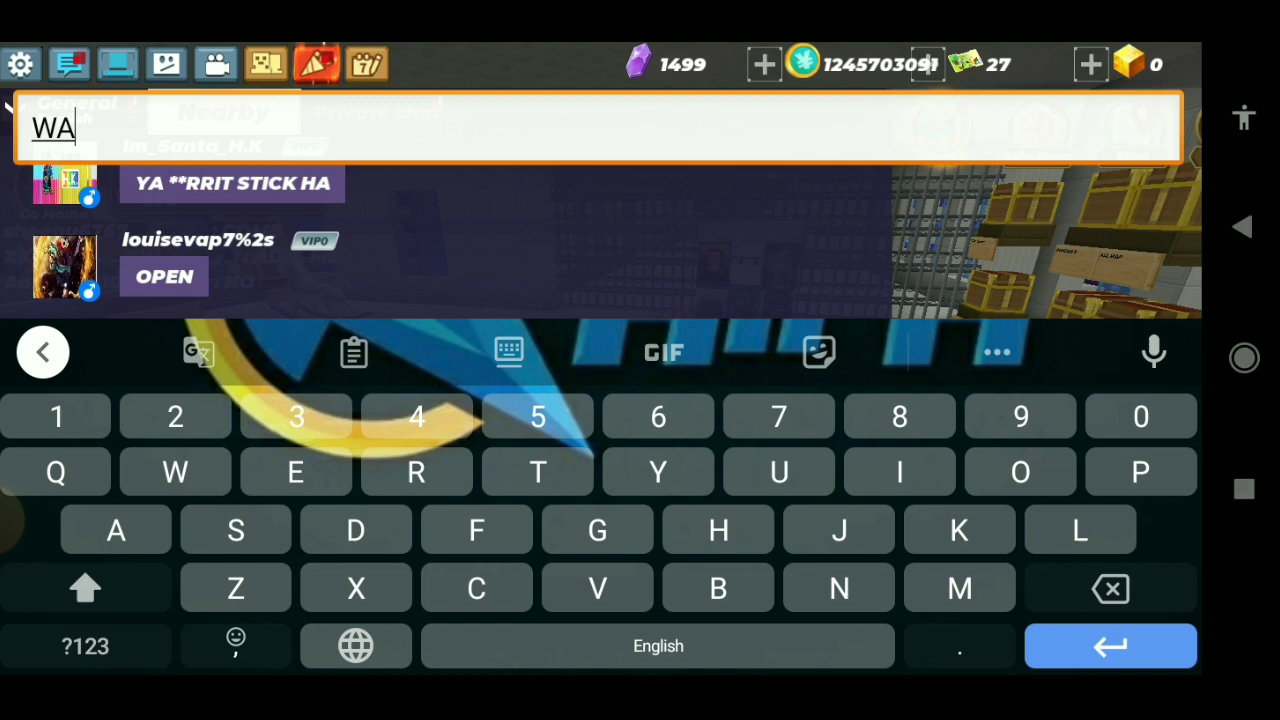 1499
1245703091
27
0
General
Nearby
Private chat
WA
Im_Santa_H.K VIP0
YA **RRIT STICK HA
louisevap7%2s VIP0
OPEN
GIF
1 2 3 4 5 6 7 8 9 0
Q W E R T Y U I O P
A S D F G H J K L
Z X C V B N M
?123 , English .